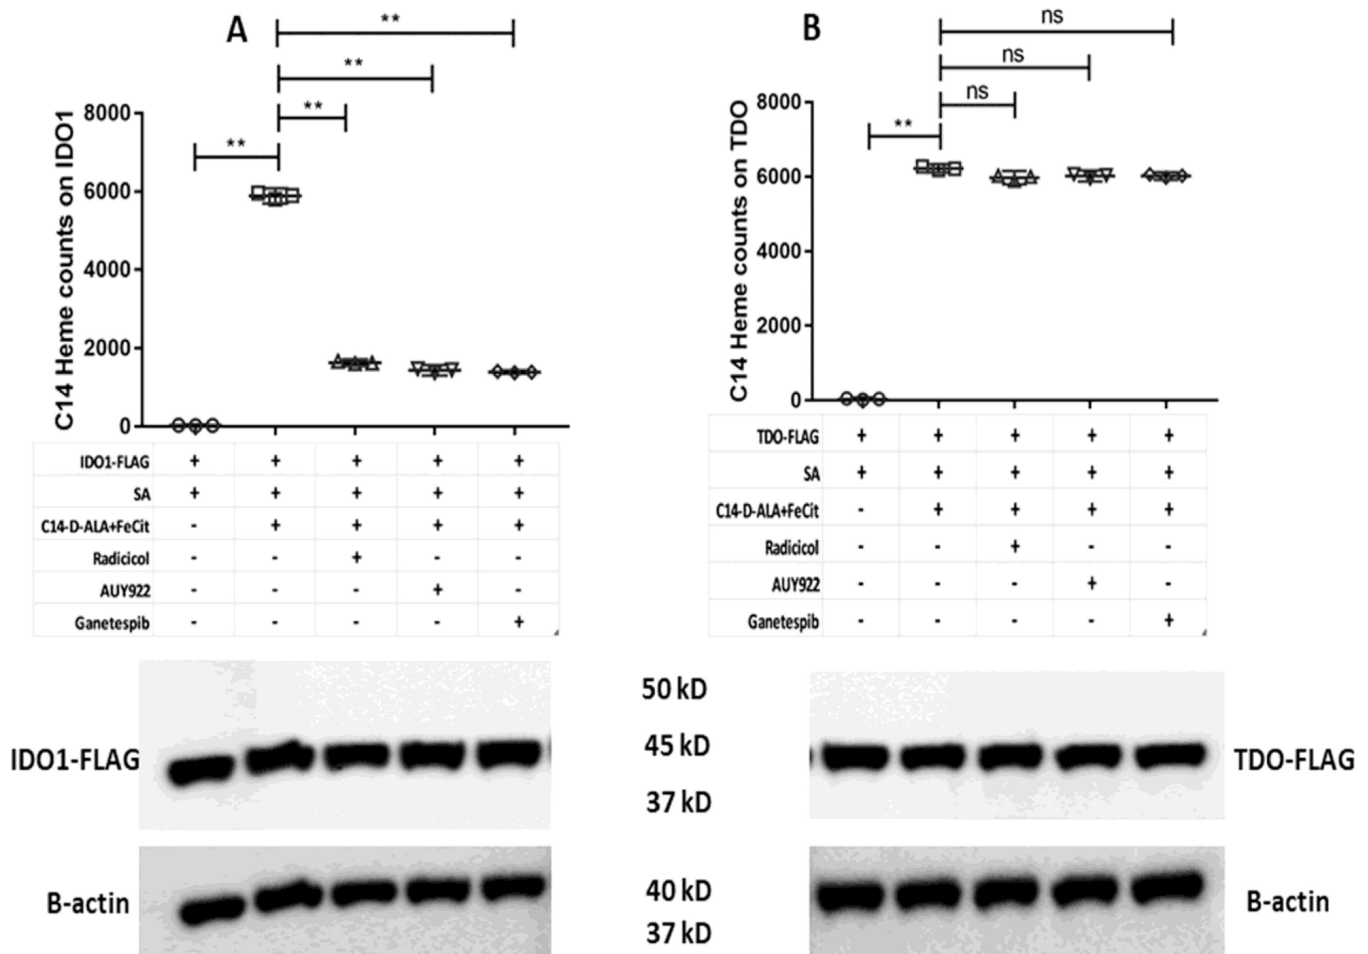 A
**
**
**
**
C14 Heme counts on IDO1
8000
6000
4000
2000
0
IDO1-FLAG + + + + +
SA + + + + +
C14-D-ALA+FeCit - + + + +
Radicicol - - + - -
AUY922 - - - + -
Ganetespib - - - - +
B
ns
ns
ns
**
C14 Heme counts on TDO
8000
6000
4000
2000
0
TDO-FLAG + + + + +
SA + + + + +
C14-D-ALA+FeCit - + + + +
Radicicol - - + - -
AUY922 - - - + -
Ganetespib - - - - +
IDO1-FLAG
50 kD
45 kD
37 kD
TDO-FLAG
B-actin
40 kD
37 kD
B-actin